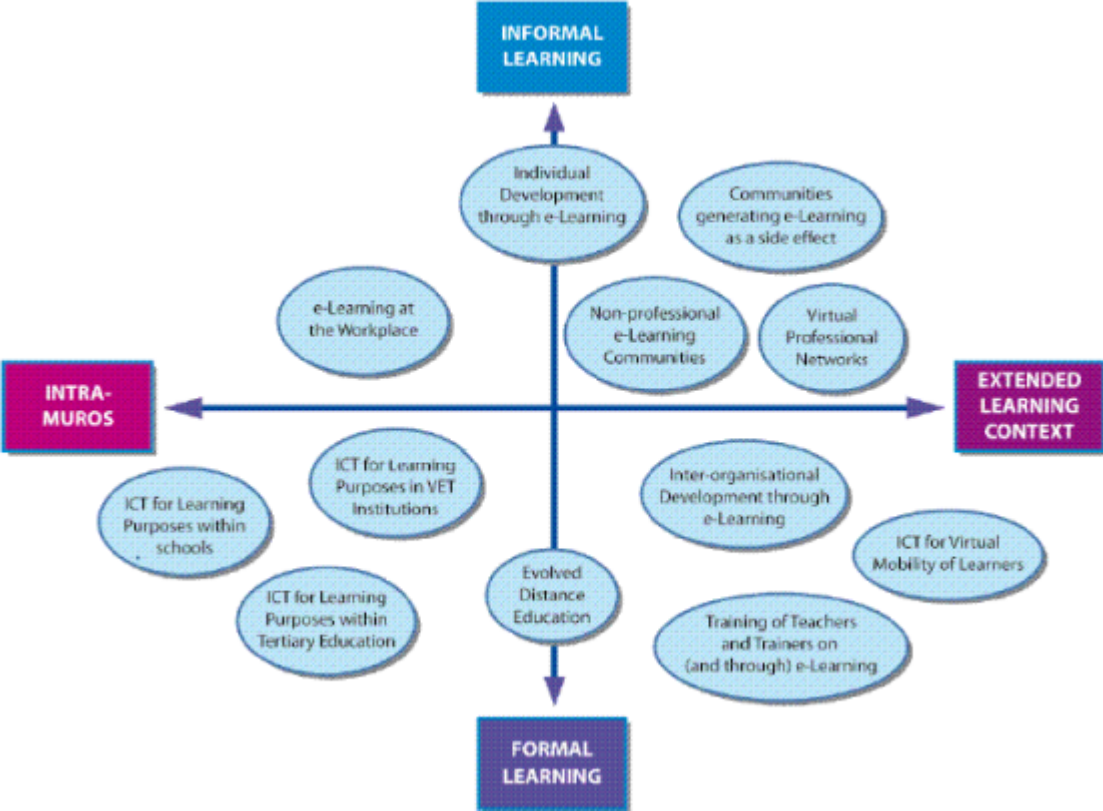 INFORMAL
LEARNING
Individual
Development
through e-Learning
Communities
generating e-Learning
as a side effect
e-Learning at
the Workplace
Non-professional
e-Learning
Communities
Virtual
Professional
Networks
INTRA-
MUROS
EXTENDED
LEARNING
CONTEXT
ICT for Learning
Purposes in VET
Institutions
ICT for Learning
Purposes within
schools
Inter-organisational
Development through
e-Learning
ICT for Virtual
Mobility of Learners
Evolved
Distance
Education
ICT for Learning
Purposes within
Tertiary Education
Training of Teachers
and Trainers on
(and through) e-Learning
FORMAL
LEARNING